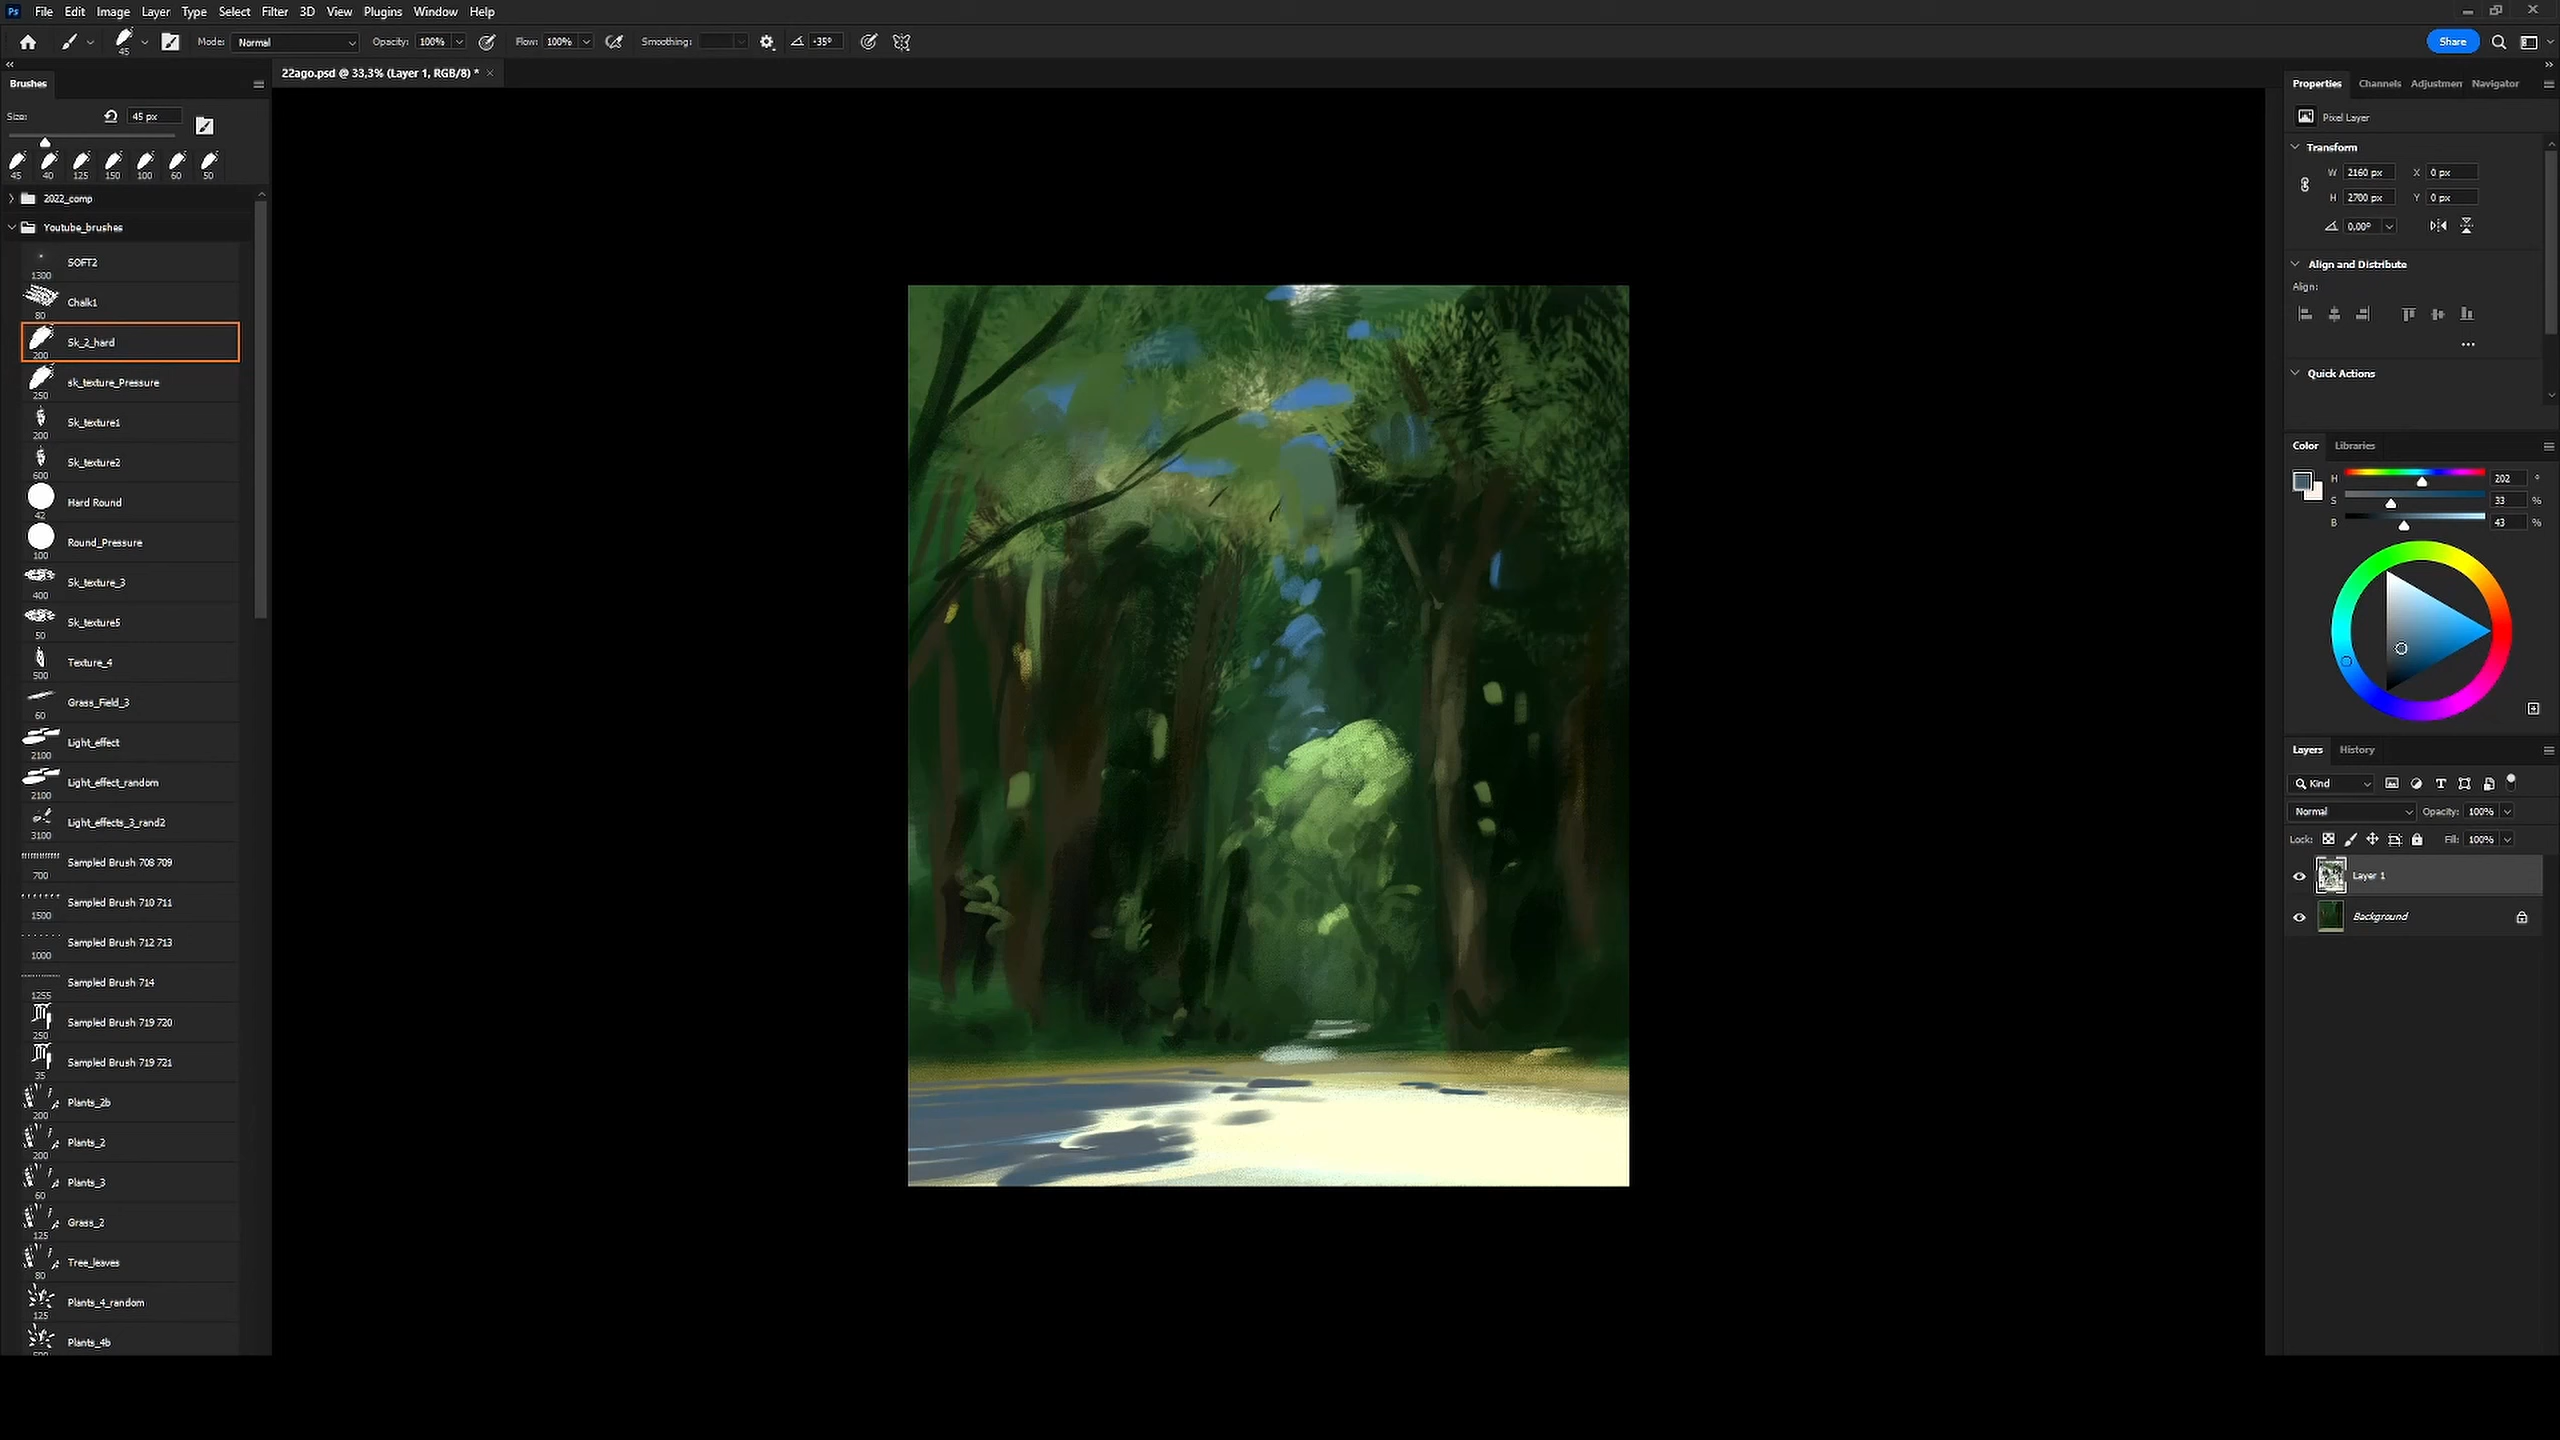 Ps File Edit Image Layer Type Select Filter 3D View Plugins Window Help
45 Mode: Normal Opacity: 100% Flow: 100% Smoothing: -35° Share
22ago.psd @ 33,3% (Layer 1, RGB/8) *
Brushes
Size: 45 px
45 40 125 150 100 60 50
2022_comp
Youtube_brushes
SOFT2
1300
Chalk1
80
Sk_2_hard
200
sk_texture_Pressure
250
Sk_texture1
200
Sk_texture2
600
Hard Round
42
Round_Pressure
100
Sk_texture_3
400
Sk_texture5
50
Texture_4
500
Grass_Field_3
60
Light_effect
2100
Light_effect_random
2100
Light_effects_3_rand2
3100
Sampled Brush 708 709
700
Sampled Brush 710 711
1500
Sampled Brush 712 713
1000
Sampled Brush 714
1255
Sampled Brush 719 720
250
Sampled Brush 719 721
35
Plants_2b
200
Plants_2
200
Plants_3
60
Grass_2
125
Tree_leaves
80
Plants_4_random
125
Plants_4b
Properties Channels Adjustmen Navigator
Pixel Layer
Transform
W 2160 px X 0 px
H 2700 px Y 0 px
0,00°
Align and Distribute
Align:
Quick Actions
Color Libraries
H 202 °
S 33 %
B 43 %
Layers History
Kind
Normal Opacity: 100%
Lock: Fill: 100%
Layer 1
Background